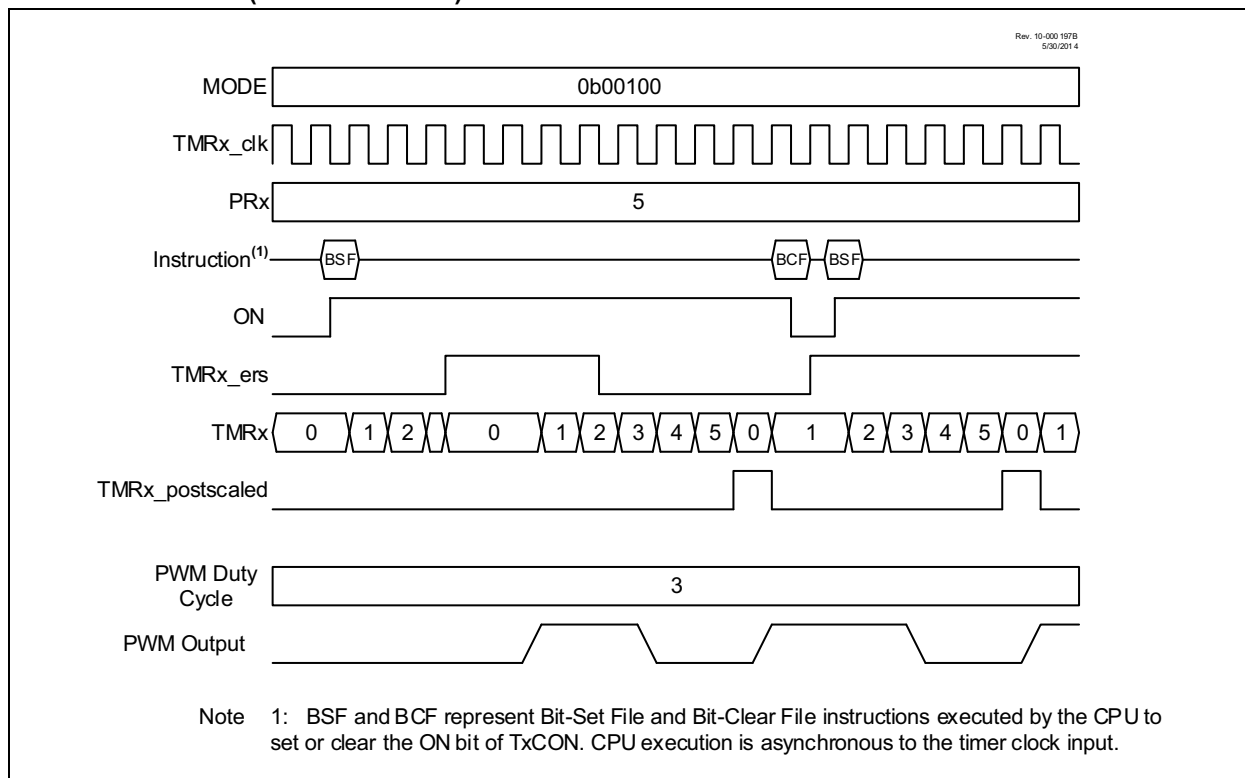 Rev. 10-000 197B
5/30/201 4
MODE 0b00100
TMRx_clk
PRx 5
Instruction(1) BSF BCF BSF
ON
TMRx_ers
TMRx 0 1 2 0 1 2 3 4 5 0 1 2 3 4 5 0 1
TMRx_postscaled
PWM Duty
Cycle 3
PWM Output
Note 1: BSF and BCF represent Bit-Set File and Bit-Clear File instructions executed by the CPU to
set or clear the ON bit of TxCON. CPU execution is asynchronous to the timer clock input.